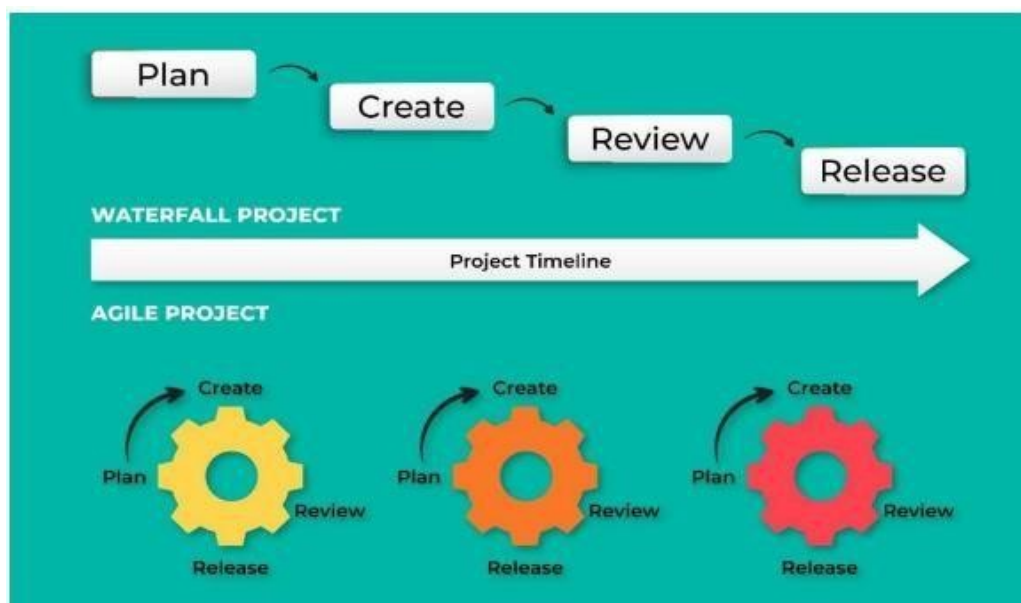 Plan
Create
Review
Release
WATERFALL PROJECT
Project Timeline
AGILE PROJECT
Create
Plan
Review
Release
Create
Plan
Review
Release
Create
Plan
Review
Release